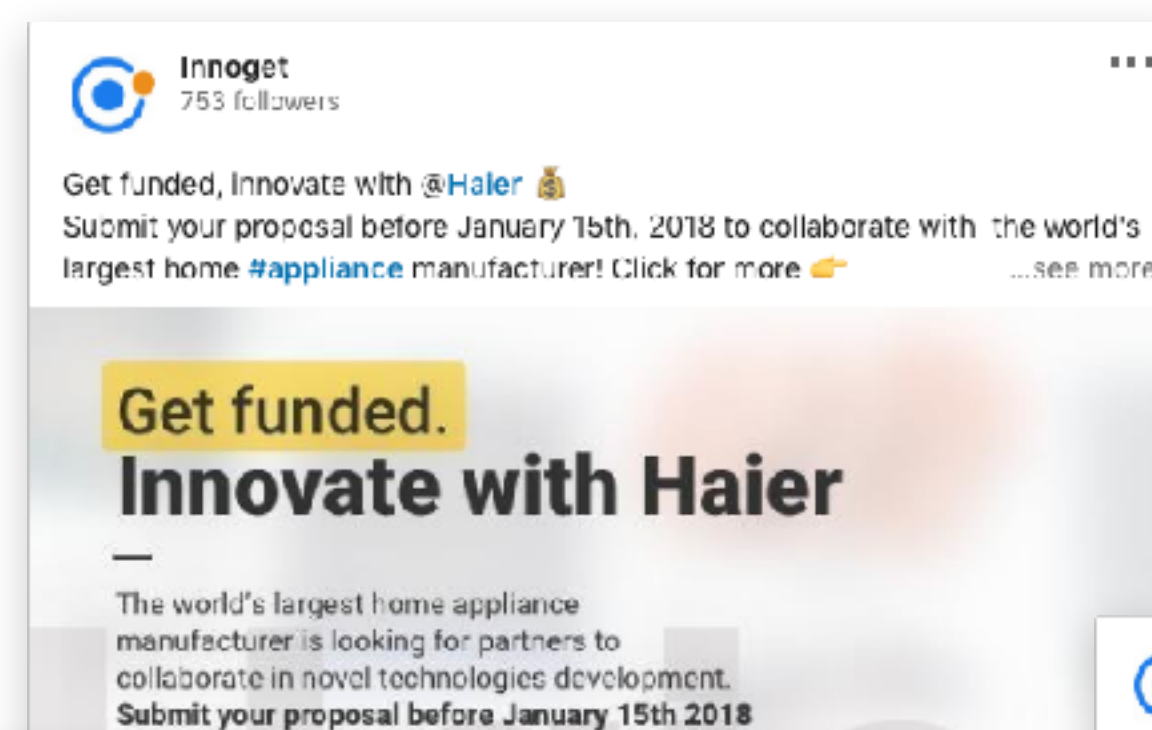 Innoget
753 followers
Get funded, innovate with @Haier 💰
Submit your proposal before January 15th, 2018 to collaborate with the world's
largest home #appliance manufacturer! Click for more 👉 ...see more
Get funded.
Innovate with Haier
The world's largest home appliance
manufacturer is looking for partners to
collaborate in novel technologies development.
Submit your proposal before January 15th 2018